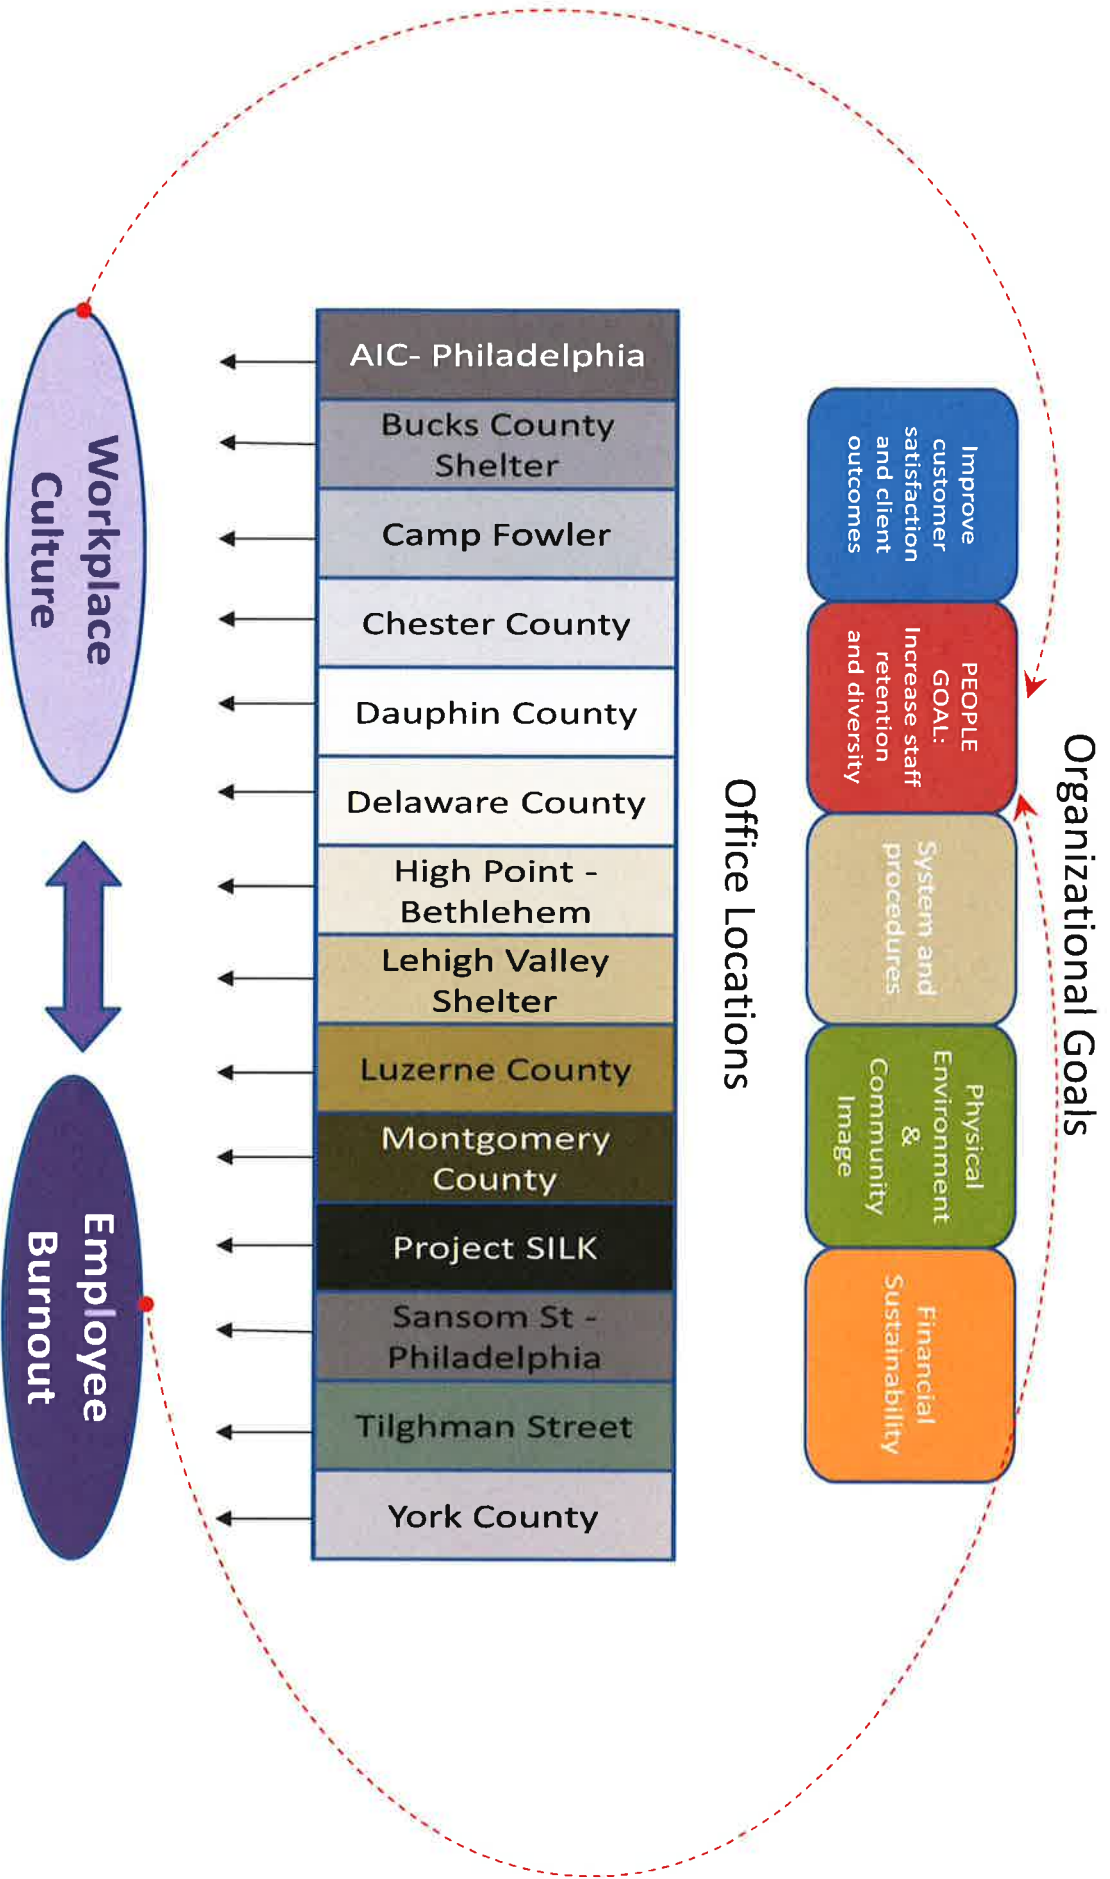 Organizational Goals
Improve
customer
satisfaction
and client
outcomes
PEOPLE
GOAL:
Increase staff
retention
and diversity
System and
procedures
Physical
Environment
&
Community
Image
Financial
Sustainability
Office Locations
AIC- Philadelphia
Bucks County
Shelter
Camp Fowler
Chester County
Dauphin County
Delaware County
High Point -
Bethlehem
Lehigh Valley
Shelter
Luzerne County
Montgomery
County
Project SILK
Sansom St -
Philadelphia
Tilghman Street
York County
Workplace
Culture
Employee
Burnout